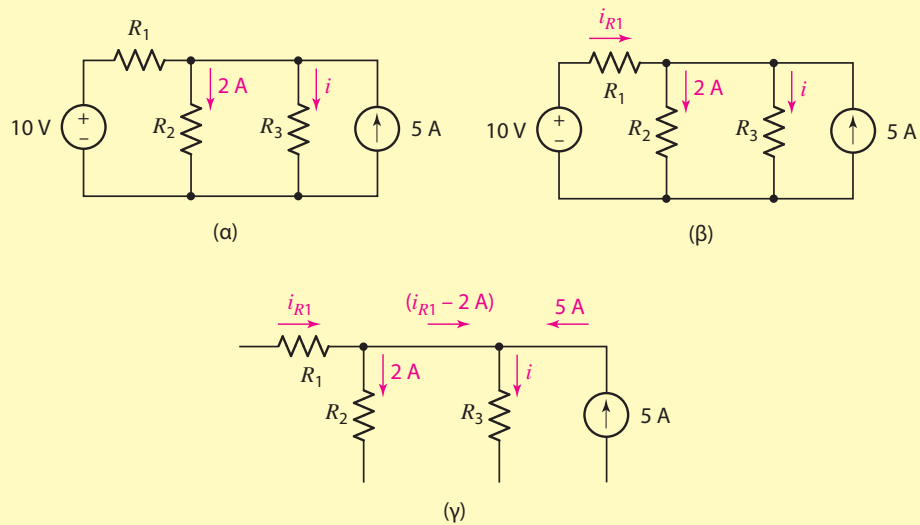 R1
2 A
i
10 V
+
−
R2
R3
5 A
(α)
iR1
R1
2 A
i
10 V
+
−
R2
R3
5 A
(β)
iR1
(iR1 − 2 A)
5 A
R1
2 A
i
R2
R3
5 A
(γ)